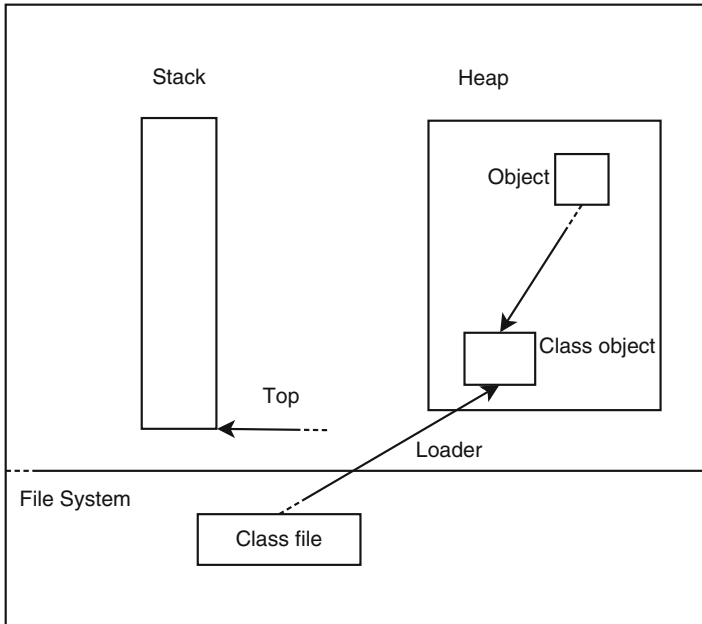 Stack
Heap
Object
Class object
Top
Loader
File System
Class file